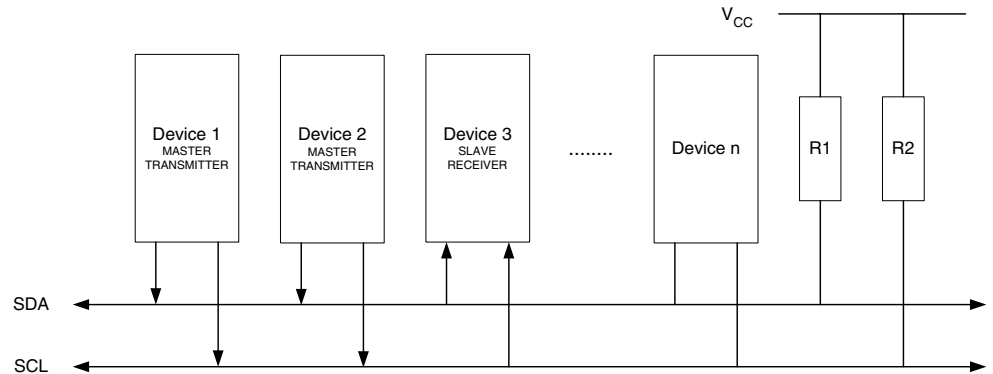 VCC
Device 1
MASTER
TRANSMITTER
Device 2
MASTER
TRANSMITTER
Device 3
SLAVE
RECEIVER
........
Device n
R1
R2
SDA
SCL